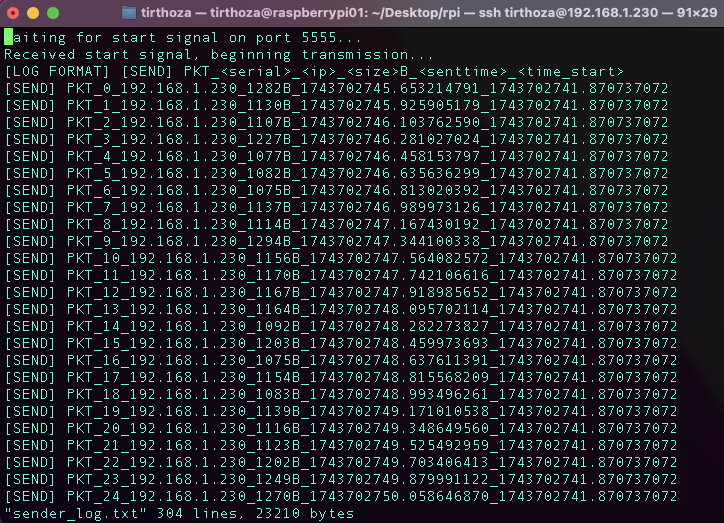 tirthoza — tirthoza@raspberrypi01: ~/Desktop/rpi — ssh tirthoza@192.168.1.230 — 91×29
Waiting for start signal on port 5555...
Received start signal, beginning transmission...
[LOG FORMAT] [SEND] PKT_<serial>_<ip>_<size>B_<senttime>_<time_start>
[SEND] PKT_0_192.168.1.230_1282B_1743702745.653214791_1743702741.870737072
[SEND] PKT_1_192.168.1.230_1130B_1743702745.925905179_1743702741.870737072
[SEND] PKT_2_192.168.1.230_1107B_1743702746.103762590_1743702741.870737072
[SEND] PKT_3_192.168.1.230_1227B_1743702746.281027024_1743702741.870737072
[SEND] PKT_4_192.168.1.230_1077B_1743702746.458153797_1743702741.870737072
[SEND] PKT_5_192.168.1.230_1082B_1743702746.635636299_1743702741.870737072
[SEND] PKT_6_192.168.1.230_1075B_1743702746.813020392_1743702741.870737072
[SEND] PKT_7_192.168.1.230_1137B_1743702746.989973126_1743702741.870737072
[SEND] PKT_8_192.168.1.230_1114B_1743702747.167430192_1743702741.870737072
[SEND] PKT_9_192.168.1.230_1294B_1743702747.344100338_1743702741.870737072
[SEND] PKT_10_192.168.1.230_1156B_1743702747.564082572_1743702741.870737072
[SEND] PKT_11_192.168.1.230_1170B_1743702747.742106616_1743702741.870737072
[SEND] PKT_12_192.168.1.230_1167B_1743702747.918985652_1743702741.870737072
[SEND] PKT_13_192.168.1.230_1164B_1743702748.095702114_1743702741.870737072
[SEND] PKT_14_192.168.1.230_1092B_1743702748.282273827_1743702741.870737072
[SEND] PKT_15_192.168.1.230_1203B_1743702748.459973693_1743702741.870737072
[SEND] PKT_16_192.168.1.230_1075B_1743702748.637611391_1743702741.870737072
[SEND] PKT_17_192.168.1.230_1154B_1743702748.815568209_1743702741.870737072
[SEND] PKT_18_192.168.1.230_1083B_1743702748.993496261_1743702741.870737072
[SEND] PKT_19_192.168.1.230_1139B_1743702749.171010538_1743702741.870737072
[SEND] PKT_20_192.168.1.230_1116B_1743702749.348649560_1743702741.870737072
[SEND] PKT_21_192.168.1.230_1123B_1743702749.525492959_1743702741.870737072
[SEND] PKT_22_192.168.1.230_1202B_1743702749.703406413_1743702741.870737072
[SEND] PKT_23_192.168.1.230_1249B_1743702749.879991122_1743702741.870737072
[SEND] PKT_24_192.168.1.230_1270B_1743702750.058646870_1743702741.870737072
"sender_log.txt" 304 lines, 23210 bytes